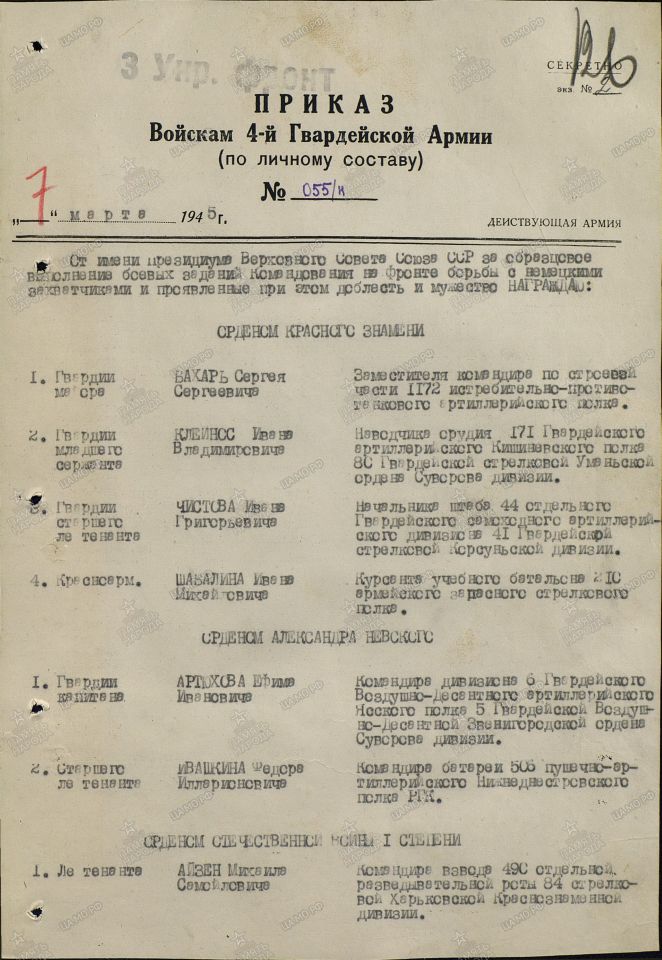 3 Укр. фронт
СЕКРЕТНО
экз. № 2
126
ПРИКАЗ
Войскам 4-й Гвардейской Армии
(по личному составу)
№ 055/н
„7“ марта 1945 г.
ДЕЙСТВУЮЩАЯ АРМИЯ
От имени Президиума Верховного Совета Союза ССР за образцовое
выполнение боевых заданий Командования на фронте борьбы с немецкими
захватчиками и проявленные при этом доблесть и мужество НАГРАЖДАЮ:
ОРДЕНОМ КРАСНОГО ЗНАМЕНИ
1. Гвардии ВАХАРЬ Сергея Заместителя командира по строевой
майора Сергеевича части 1172 истребительно-противо-
танкового артиллерийского полка.
2. Гвардии КЛЕЙНОС Ивана Наводчика орудия 171 Гвардейского
младшего Владимировича артиллерийского Кишиневского полка
сержанта 80 Гвардейской стрелковой Уманьской
ордена Суворова дивизии.
3. Гвардии ЧИСТОВА Ивана Начальника штаба 44 отдельного
старшего Григорьевича Гвардейского самоходного артиллерий-
лейтенанта ского дивизиона 41 Гвардейской
стрелковой Корсуньской дивизии.
4. Красноарм. ШАБАЛИНА Ивана Курсанта учебного батальона 210
Михайловича армейского запасного стрелкового
полка.
ОРДЕНОМ АЛЕКСАНДРА НЕВСКОГО
1. Гвардии АРТЮХОВА Ефима Командира дивизиона 6 Гвардейского
капитана Ивановича Воздушно-Десантного артиллерийского
Ясского полка 5 Гвардейской Воздуш-
но-Десантной Звенигородской ордена
Суворова дивизии.
2. Старшего ИВАШКИНА Федора Командира батареи 506 пушечно-ар-
лейтенанта Илларионовича тиллерийского Нижнеднестровского
полка РГК.
ОРДЕНОМ ОТЕЧЕСТВЕННОЙ ВОЙНЫ I СТЕПЕНИ
1. Лейтенанта АЙЗЕН Михаила Командира взвода 490 отдельной
Самойловича разведывательной роты 84 стрелко-
вой Харьковской Краснознаменной
дивизии.